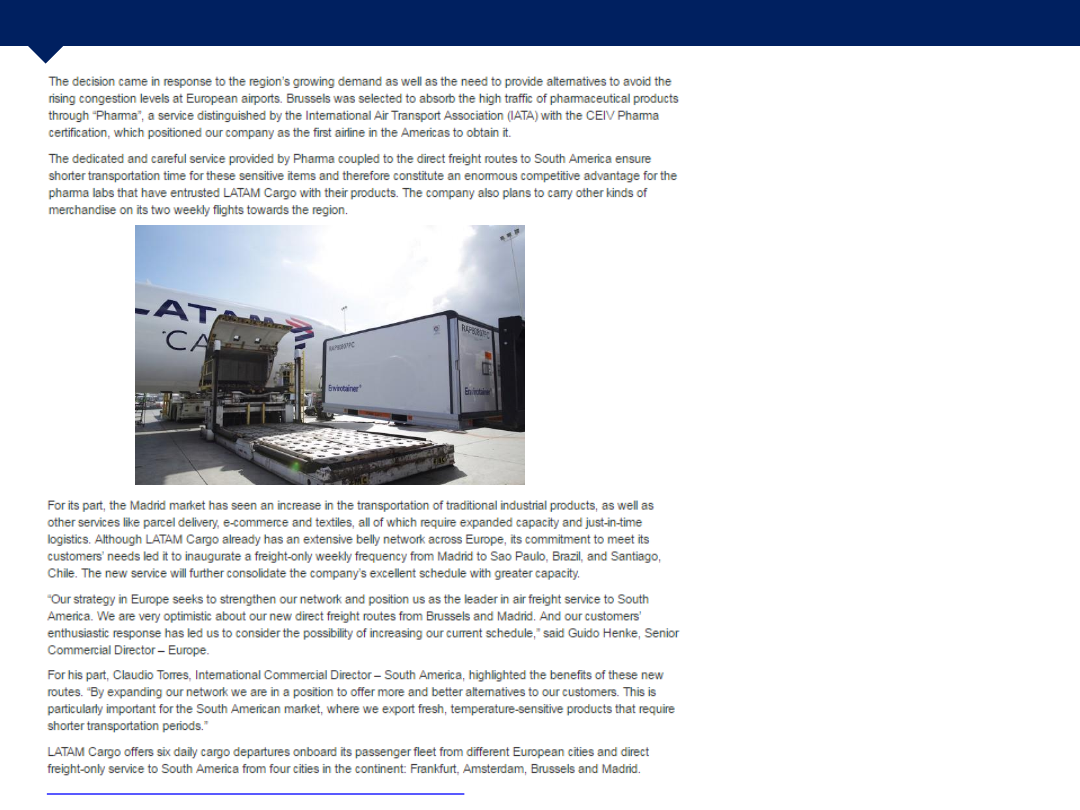 The decision came in response to the region's growing demand as well as the need to provide alternatives to avoid the
rising congestion levels at European airports. Brussels was selected to absorb the high traffic of pharmaceutical products
through “Pharma”, a service distinguished by the International Air Transport Association (IATA) with the CEIV Pharma
certification, which positioned our company as the first airline in the Americas to obtain it.
The dedicated and careful service provided by Pharma coupled to the direct freight routes to South America ensure
shorter transportation time for these sensitive items and therefore constitute an enormous competitive advantage for the
pharma labs that have entrusted LATAM Cargo with their products. The company also plans to carry other kinds of
merchandise on its two weekly flights towards the region.
LATAM
CA
RAP80807PC
RAP80807PC
Envirotainer
Envirotainer
For its part, the Madrid market has seen an increase in the transportation of traditional industrial products, as well as
other services like parcel delivery, e-commerce and textiles, all of which require expanded capacity and just-in-time
logistics. Although LATAM Cargo already has an extensive belly network across Europe, its commitment to meet its
customers' needs led it to inaugurate a freight-only weekly frequency from Madrid to Sao Paulo, Brazil, and Santiago,
Chile. The new service will further consolidate the company's excellent schedule with greater capacity.
“Our strategy in Europe seeks to strengthen our network and position us as the leader in air freight service to South
America. We are very optimistic about our new direct freight routes from Brussels and Madrid. And our customers'
enthusiastic response has led us to consider the possibility of increasing our current schedule,” said Guido Henke, Senior
Commercial Director – Europe.
For his part, Claudio Torres, International Commercial Director – South America, highlighted the benefits of these new
routes. “By expanding our network we are in a position to offer more and better alternatives to our customers. This is
particularly important for the South American market, where we export fresh, temperature-sensitive products that require
shorter transportation periods.”
LATAM Cargo offers six daily cargo departures onboard its passenger fleet from different European cities and direct
freight-only service to South America from four cities in the continent: Frankfurt, Amsterdam, Brussels and Madrid.